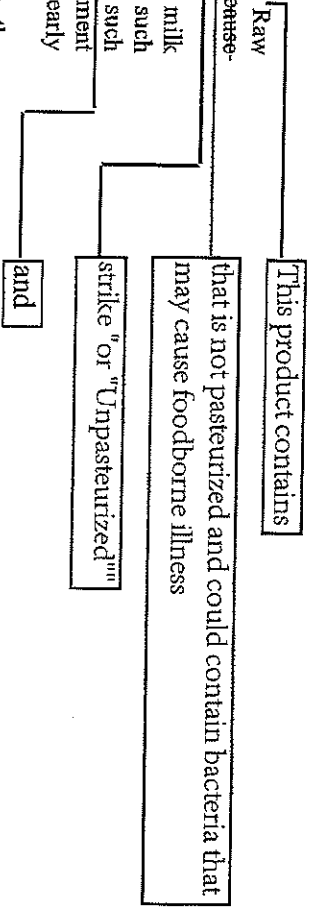 Raw
This product contains
that is not pasteurized and could contain bacteria that
may cause foodborne illness
milk
such
such
strike "or "Unpasteurized""
ment
early
and